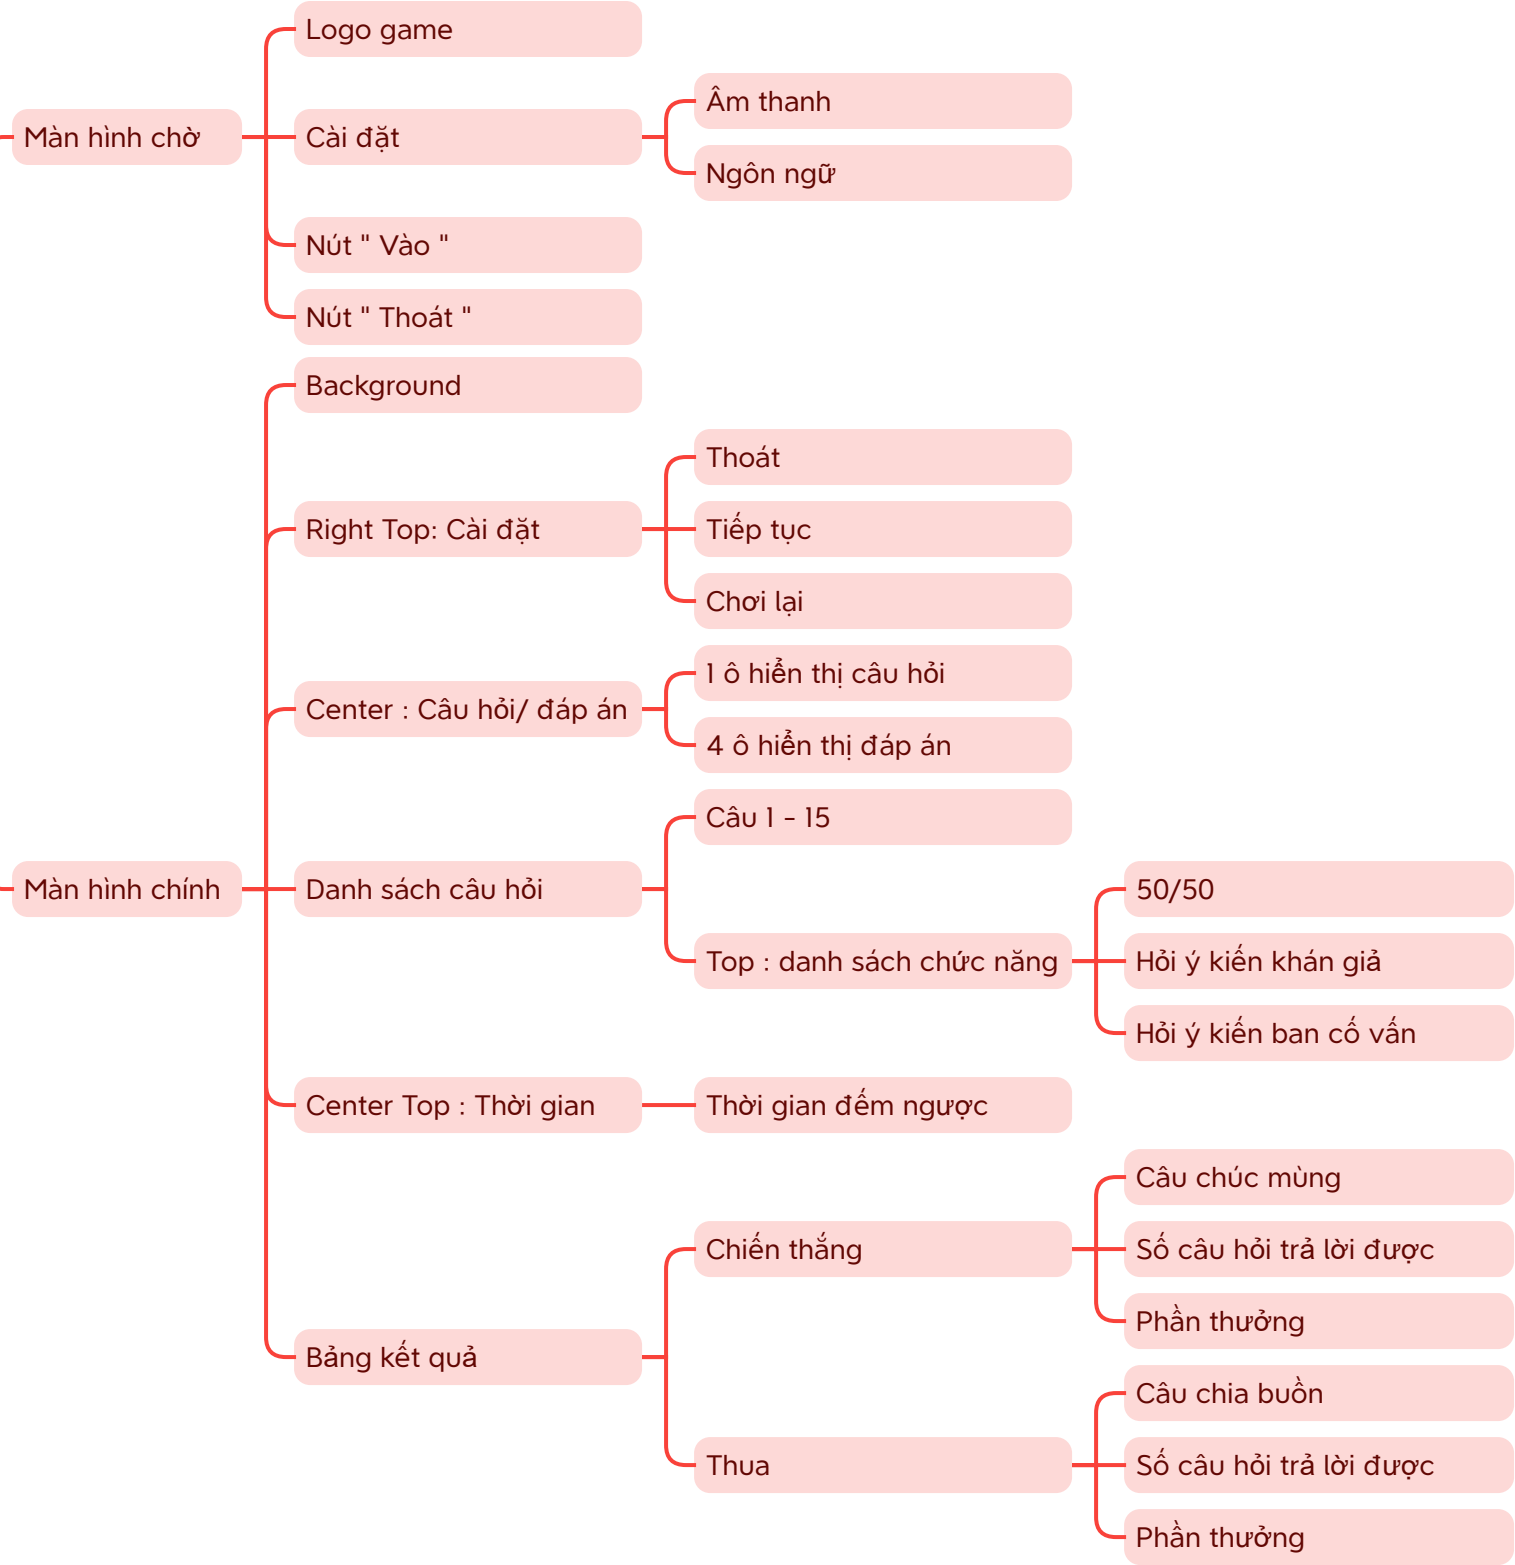 Màn hình chờ
Logo game
Cài đặt
Âm thanh
Ngôn ngữ
Nút " Vào "
Nút " Thoát "
Màn hình chính
Background
Right Top: Cài đặt
Thoát
Tiếp tục
Chơi lại
Center : Câu hỏi/ đáp án
1 ô hiển thị câu hỏi
4 ô hiển thị đáp án
Danh sách câu hỏi
Câu 1 - 15
Top : danh sách chức năng
50/50
Hỏi ý kiến khán giả
Hỏi ý kiến ban cố vấn
Center Top : Thời gian
Thời gian đếm ngược
Bảng kết quả
Chiến thắng
Câu chúc mùng
Số câu hỏi trả lời được
Phần thưởng
Thua
Câu chia buồn
Số câu hỏi trả lời được
Phần thưởng